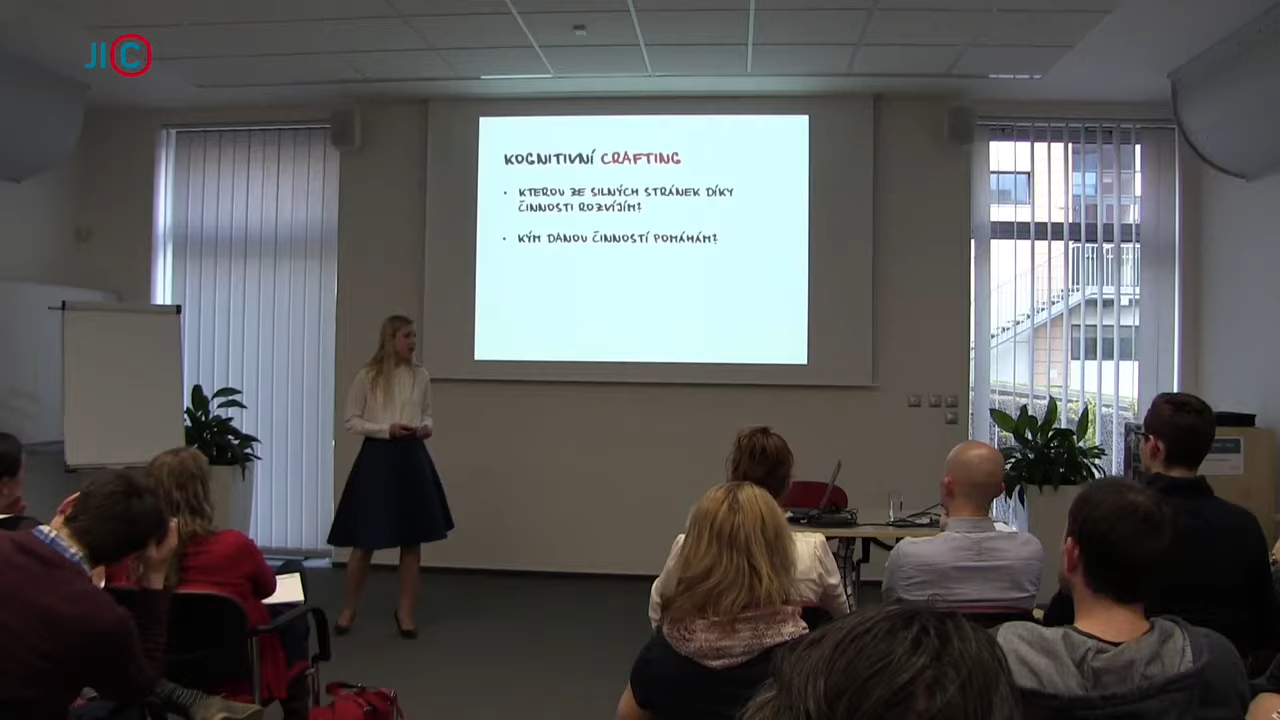 JIC
KOGNITIVNÍ CRAFTING
• KTEROU ZE SILNÝCH STRÁNEK DÍKY
ČINNOSTI ROZVÍJÍM?
• KÝM DANOU ČINNOSTÍ POMÁHÁM?